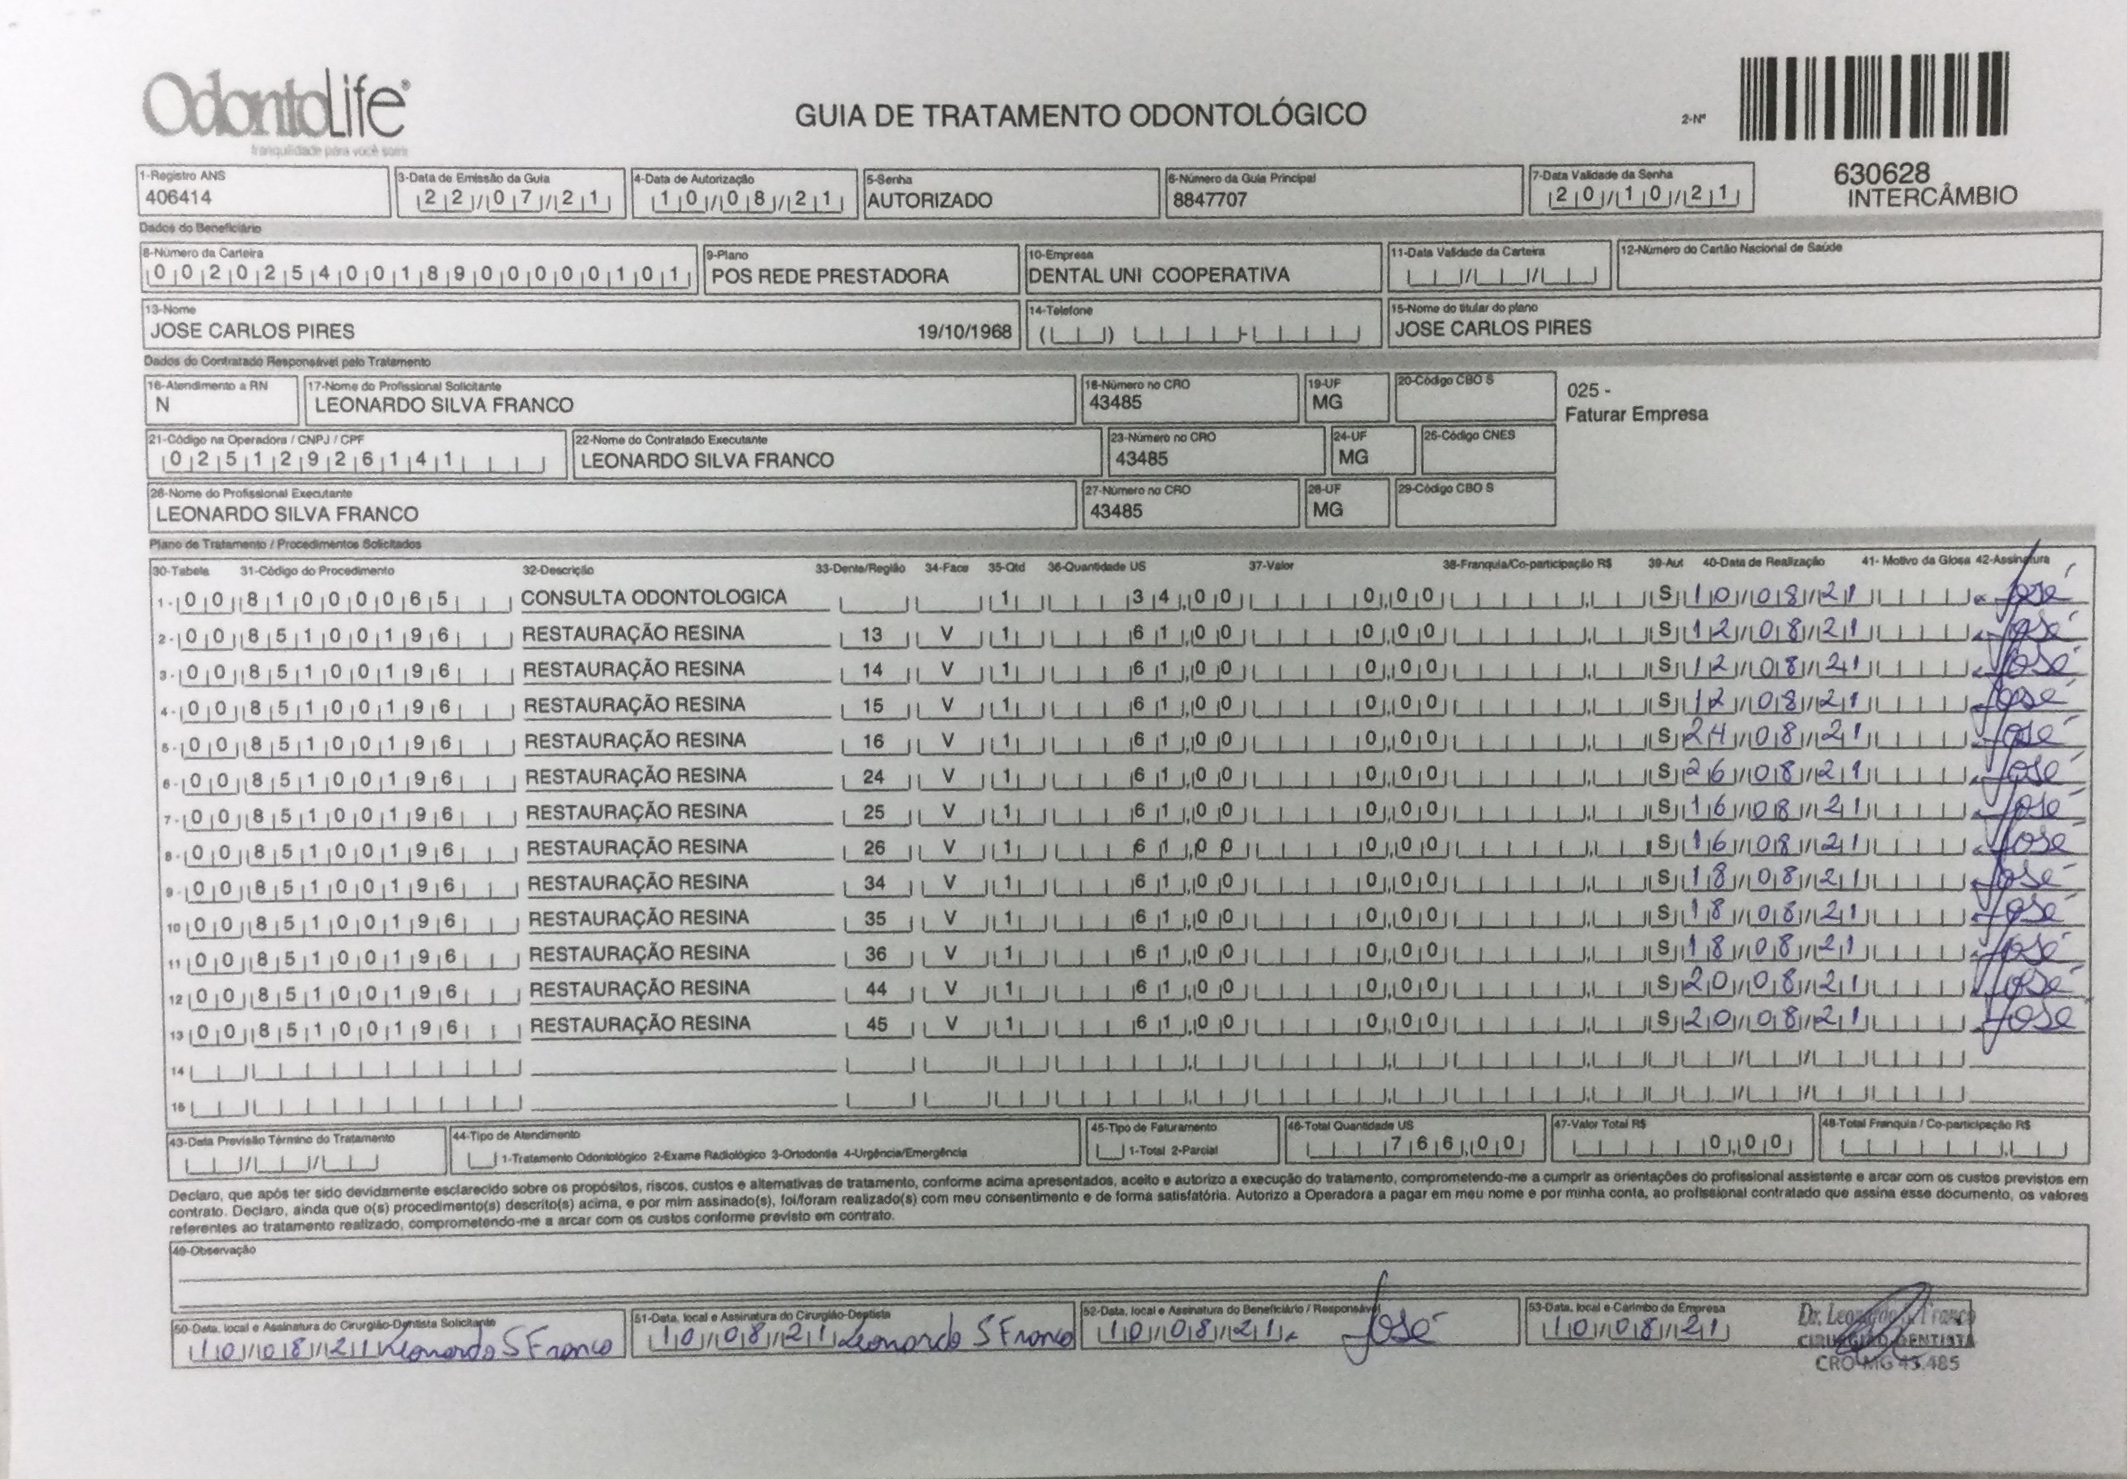 OdontoLife
tranquilidade para você sorrir
GUIA DE TRATAMENTO ODONTOLÓGICO
2-Nº
630628
INTERCÂMBIO
1-Registro ANS 3-Data de Emissão da Guia 4-Data de Autorização 5-Senha 6-Número da Guia Principal 7-Data Validade da Senha
406414 22/07/21 10/08/21 AUTORIZADO 8847707 20/10/21
Dados do Beneficiário
8-Número da Carteira 9-Plano 10-Empresa 11-Data Validade da Carteira 12-Número do Cartão Nacional de Saúde
00202540018900000101 POS REDE PRESTADORA DENTAL UNI COOPERATIVA
13-Nome 14-Telefone 15-Nome do titular do plano
JOSE CARLOS PIRES 19/10/1968 JOSE CARLOS PIRES
Dados do Contratado Responsável pelo Tratamento
16-Atendimento a RN 17-Nome do Profissional Solicitante 18-Número no CRO 19-UF 20-Código CBO S
N LEONARDO SILVA FRANCO 43485 MG
025 -
Faturar Empresa
21-Código na Operadora / CNPJ / CPF 22-Nome do Contratado Executante 23-Número no CRO 24-UF 25-Código CNES
02512926141 LEONARDO SILVA FRANCO 43485 MG
26-Nome do Profissional Executante 27-Número no CRO 28-UF 29-Código CBO S
LEONARDO SILVA FRANCO 43485 MG
Plano de Tratamento / Procedimentos Solicitados
30-Tabela 31-Código do Procedimento 32-Descrição 33-Dente/Região 34-Face 35-Qtd 36-Quantidade US 37-Valor 38-Franquia/Co-participação R$ 39-Aut 40-Data de Realização 41- Motivo da Glosa 42-Assinatura
1- 00 81000065 CONSULTA ODONTOLOGICA 1 34,00 0,00 S 10/08/21 José
2- 00 85100196 RESTAURAÇÃO RESINA 13 V 1 61,00 0,00 S 12/08/21 José
3- 00 85100196 RESTAURAÇÃO RESINA 14 V 1 61,00 0,00 S 12/08/21 José
4- 00 85100196 RESTAURAÇÃO RESINA 15 V 1 61,00 0,00 S 12/08/21 José
5- 00 85100196 RESTAURAÇÃO RESINA 16 V 1 61,00 0,00 S 24/08/21 José
6- 00 85100196 RESTAURAÇÃO RESINA 24 V 1 61,00 0,00 S 26/08/21 José
7- 00 85100196 RESTAURAÇÃO RESINA 25 V 1 61,00 0,00 S 16/08/21 José
8- 00 85100196 RESTAURAÇÃO RESINA 26 V 1 61,00 0,00 S 16/08/21 José
9- 00 85100196 RESTAURAÇÃO RESINA 34 V 1 61,00 0,00 S 18/08/21 José
10 00 85100196 RESTAURAÇÃO RESINA 35 V 1 61,00 0,00 S 18/08/21 José
11 00 85100196 RESTAURAÇÃO RESINA 36 V 1 61,00 0,00 S 18/08/21 José
12 00 85100196 RESTAURAÇÃO RESINA 44 V 1 61,00 0,00 S 20/08/21 José
13 00 85100196 RESTAURAÇÃO RESINA 45 V 1 61,00 0,00 S 20/08/21 José
14
15
43-Data Previsão Término do Tratamento 44-Tipo de Atendimento 45-Tipo de Faturamento 46-Total Quantidade US 47-Valor Total R$ 48-Total Franquia / Co-participação R$
1-Tratamento Odontológico 2-Exame Radiológico 3-Ortodontia 4-Urgência/Emergência 1-Total 2-Parcial 766,00 0,00
Declaro, que após ter sido devidamente esclarecido sobre os propósitos, riscos, custos e alternativas de tratamento, conforme acima apresentados, aceito e autorizo a execução do tratamento, comprometendo-me a cumprir as orientações do profissional assistente e arcar com os custos previstos em
contrato. Declaro, ainda que o(s) procedimento(s) descrito(s) acima, e por mim assinado(s), foi/foram realizado(s) com meu consentimento e de forma satisfatória. Autorizo a Operadora a pagar em meu nome e por minha conta, ao profissional contratado que assina esse documento, os valores
referentes ao tratamento realizado, comprometendo-me a arcar com os custos conforme previsto em contrato.
49-Observação
50-Data, local e Assinatura do Cirurgião-Dentista Solicitante 51-Data, local e Assinatura do Cirurgião-Dentista 52-Data, local e Assinatura do Beneficiário / Responsável 53-Data, local e Carimbo da Empresa
10/08/21 Leonardo S Franco 10/08/21 Leonardo S Franco 10/08/21 José 10/08/21
Dr. Leonardo S. Franco
CIRURGIÃO DENTISTA
CRO-MG 43.485